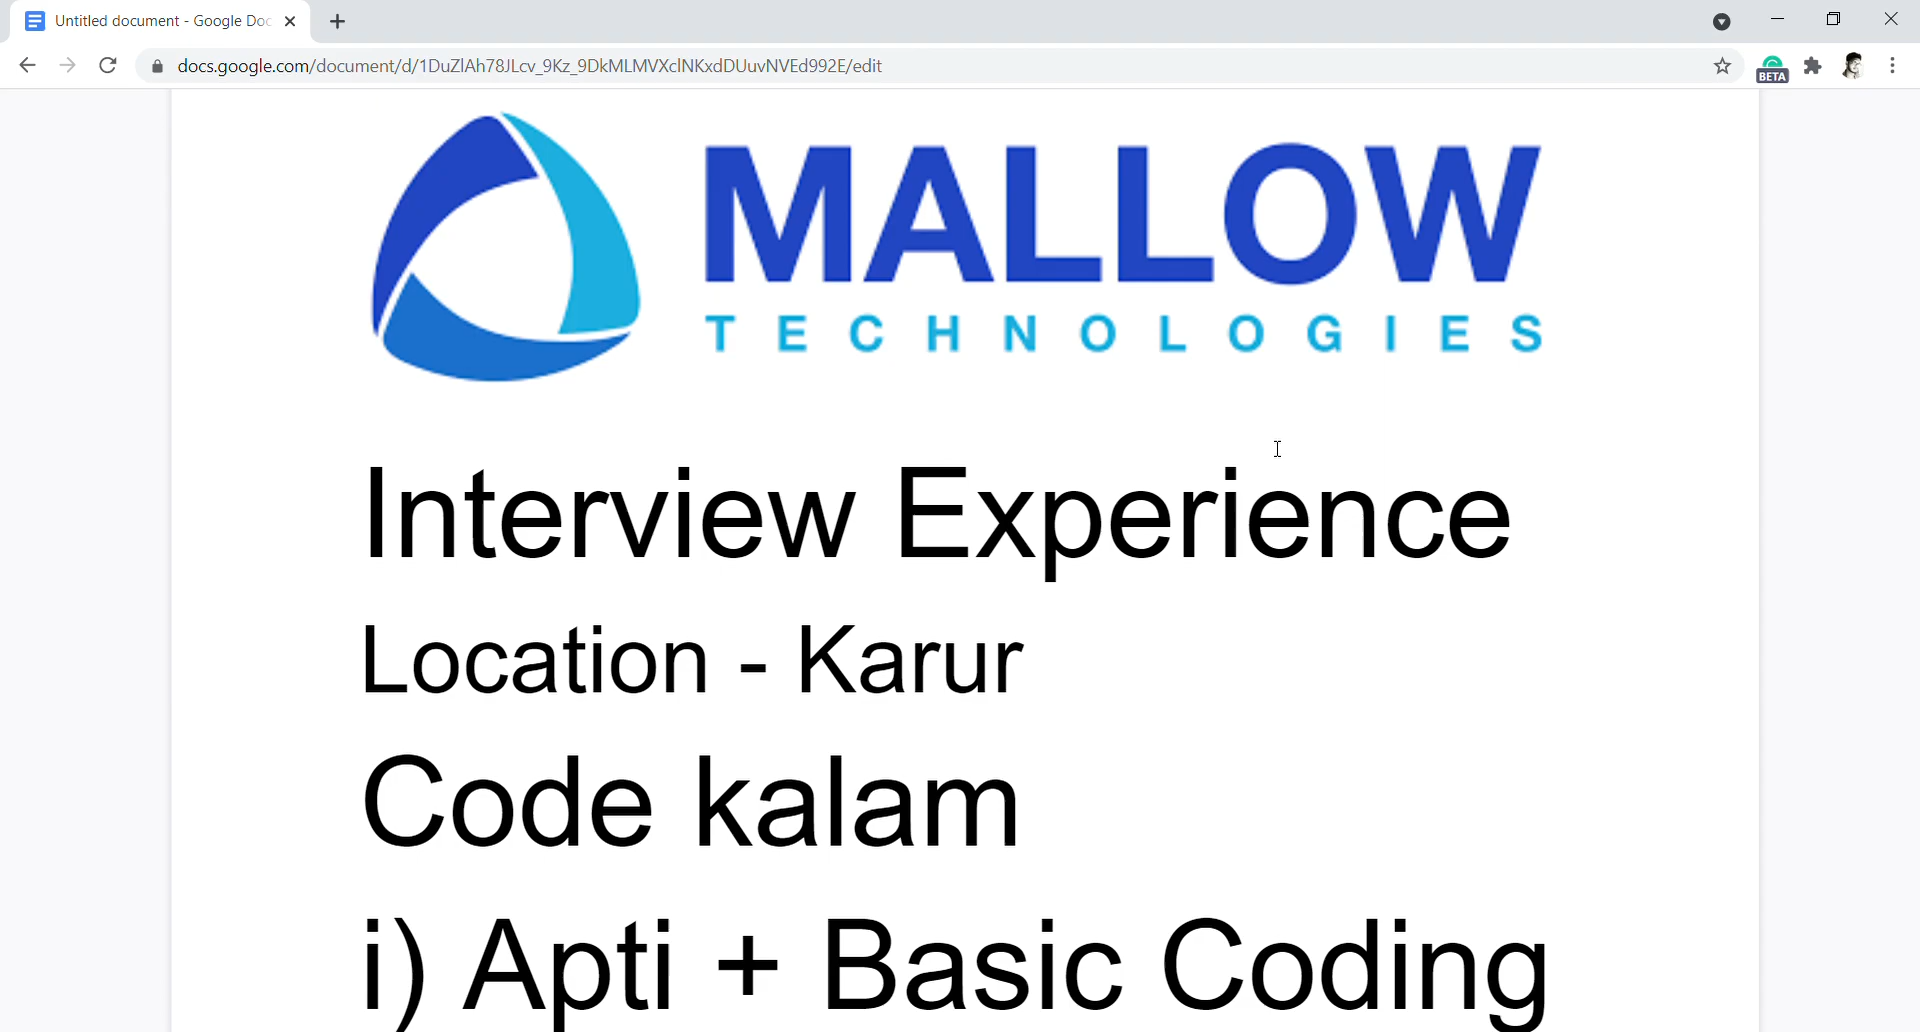 Untitled document - Google Doc
docs.google.com/document/d/1DuZlAh78JLcv_9Kz_9DkMLMVXclNKxdDUuvNVEd992E/edit
BETA
MALLOW
TECHNOLOGIES
Interview Experience
Location - Karur
Code kalam
i) Apti + Basic Coding